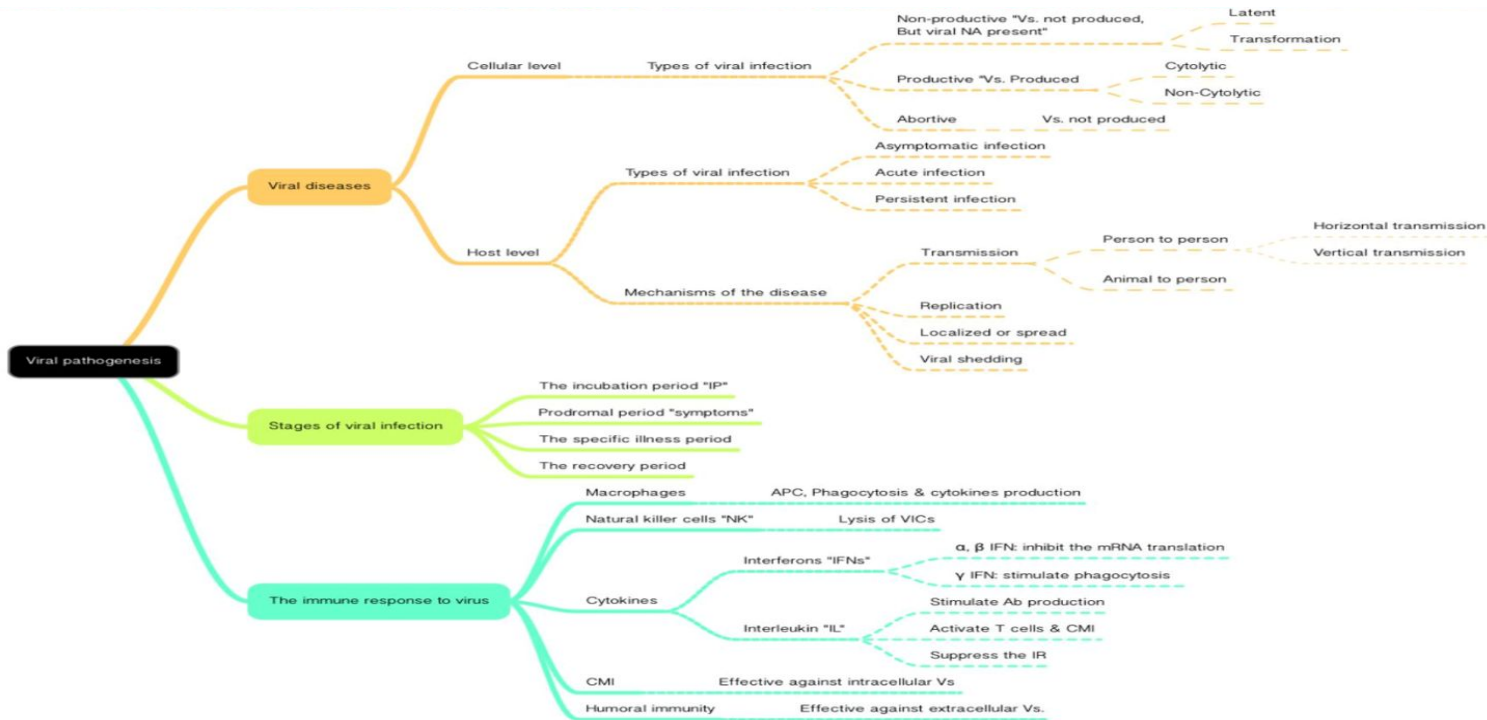 Viral pathogenesis
Viral diseases
Cellular level
Types of viral infection
Non-productive "Vs. not produced,
But viral NA present"
Latent
Transformation
Productive "Vs. Produced
Cytolytic
Non-Cytolytic
Abortive
Vs. not produced
Host level
Types of viral infection
Asymptomatic infection
Acute infection
Persistent infection
Mechanisms of the disease
Transmission
Person to person
Horizontal transmission
Vertical transmission
Animal to person
Replication
Localized or spread
Viral shedding
Stages of viral infection
The incubation period "IP"
Prodromal period "symptoms"
The specific illness period
The recovery period
The immune response to virus
Macrophages
APC, Phagocytosis & cytokines production
Natural killer cells "NK"
Lysis of VICs
Cytokines
Interferons "IFNs"
α, β IFN: inhibit the mRNA translation
γ IFN: stimulate phagocytosis
Interleukin "IL"
Stimulate Ab production
Activate T cells & CMI
Suppress the IR
CMI
Effective against intracellular Vs
Humoral immunity
Effective against extracellular Vs.